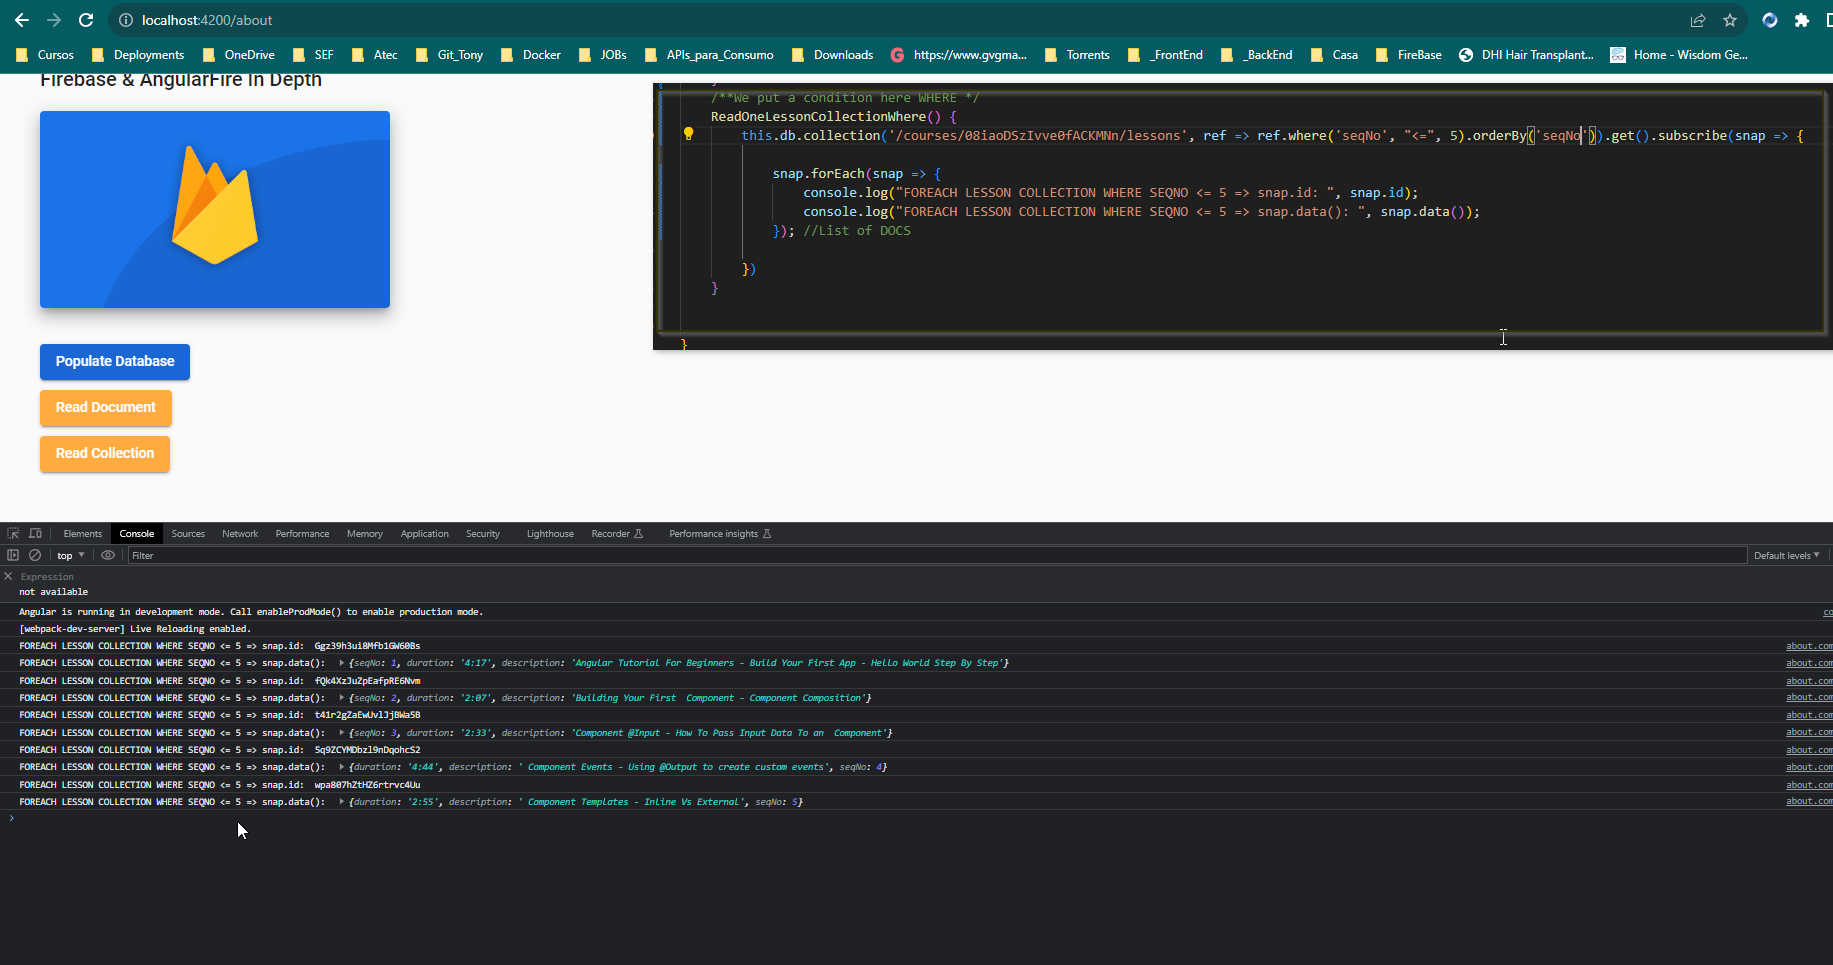 localhost:4200/about
Cursos Deployments OneDrive SEF Atec Git_Tony Docker JOBs APIs_para_Consumo Downloads https://www.gvgma... Torrents _FrontEnd _BackEnd Casa FireBase DHI Hair Transplant... Home - Wisdom Ge...
Firebase & AngularFire In Depth
/**We put a condition here WHERE */
ReadOneLessonCollectionWhere() {
this.db.collection('/courses/08iaoDSzIvve0fACKMNn/lessons', ref => ref.where('seqNo', "<=", 5).orderBy('seqNo')).get().subscribe(snap => {
snap.forEach(snap => {
console.log("FOREACH LESSON COLLECTION WHERE SEQNO <= 5 => snap.id: ", snap.id);
console.log("FOREACH LESSON COLLECTION WHERE SEQNO <= 5 => snap.data(): ", snap.data());
}); //List of DOCS
})
}
}
Populate Database
Read Document
Read Collection
Elements Console Sources Network Performance Memory Application Security Lighthouse Recorder Performance insights
top Filter Default levels
Expression
not available
Angular is running in development mode. Call enableProdMode() to enable production mode. co
[webpack-dev-server] Live Reloading enabled.
FOREACH LESSON COLLECTION WHERE SEQNO <= 5 => snap.id: Ggz39h3ui8Mfb1GW60Bs about.com
FOREACH LESSON COLLECTION WHERE SEQNO <= 5 => snap.data(): {seqNo: 1, duration: '4:17', description: 'Angular Tutorial For Beginners - Build Your First App - Hello World Step By Step'} about.com
FOREACH LESSON COLLECTION WHERE SEQNO <= 5 => snap.id: fQk4XzJuZpEafpRE6Nvm about.com
FOREACH LESSON COLLECTION WHERE SEQNO <= 5 => snap.data(): {seqNo: 2, duration: '2:07', description: 'Building Your First  Component - Component Composition'} about.com
FOREACH LESSON COLLECTION WHERE SEQNO <= 5 => snap.id: t41r2gZaEwUvlJjBWa5B about.com
FOREACH LESSON COLLECTION WHERE SEQNO <= 5 => snap.data(): {seqNo: 3, duration: '2:33', description: 'Component @Input - How To Pass Input Data To an  Component'} about.com
FOREACH LESSON COLLECTION WHERE SEQNO <= 5 => snap.id: 5q9ZCYMDbzl9nDqohcS2 about.com
FOREACH LESSON COLLECTION WHERE SEQNO <= 5 => snap.data(): {duration: '4:44', description: ' Component Events - Using @Output to create custom events', seqNo: 4} about.com
FOREACH LESSON COLLECTION WHERE SEQNO <= 5 => snap.id: wpa807hZtHZ6rtrvc4Uu about.com
FOREACH LESSON COLLECTION WHERE SEQNO <= 5 => snap.data(): {duration: '2:55', description: ' Component Templates - Inline Vs External', seqNo: 5} about.com